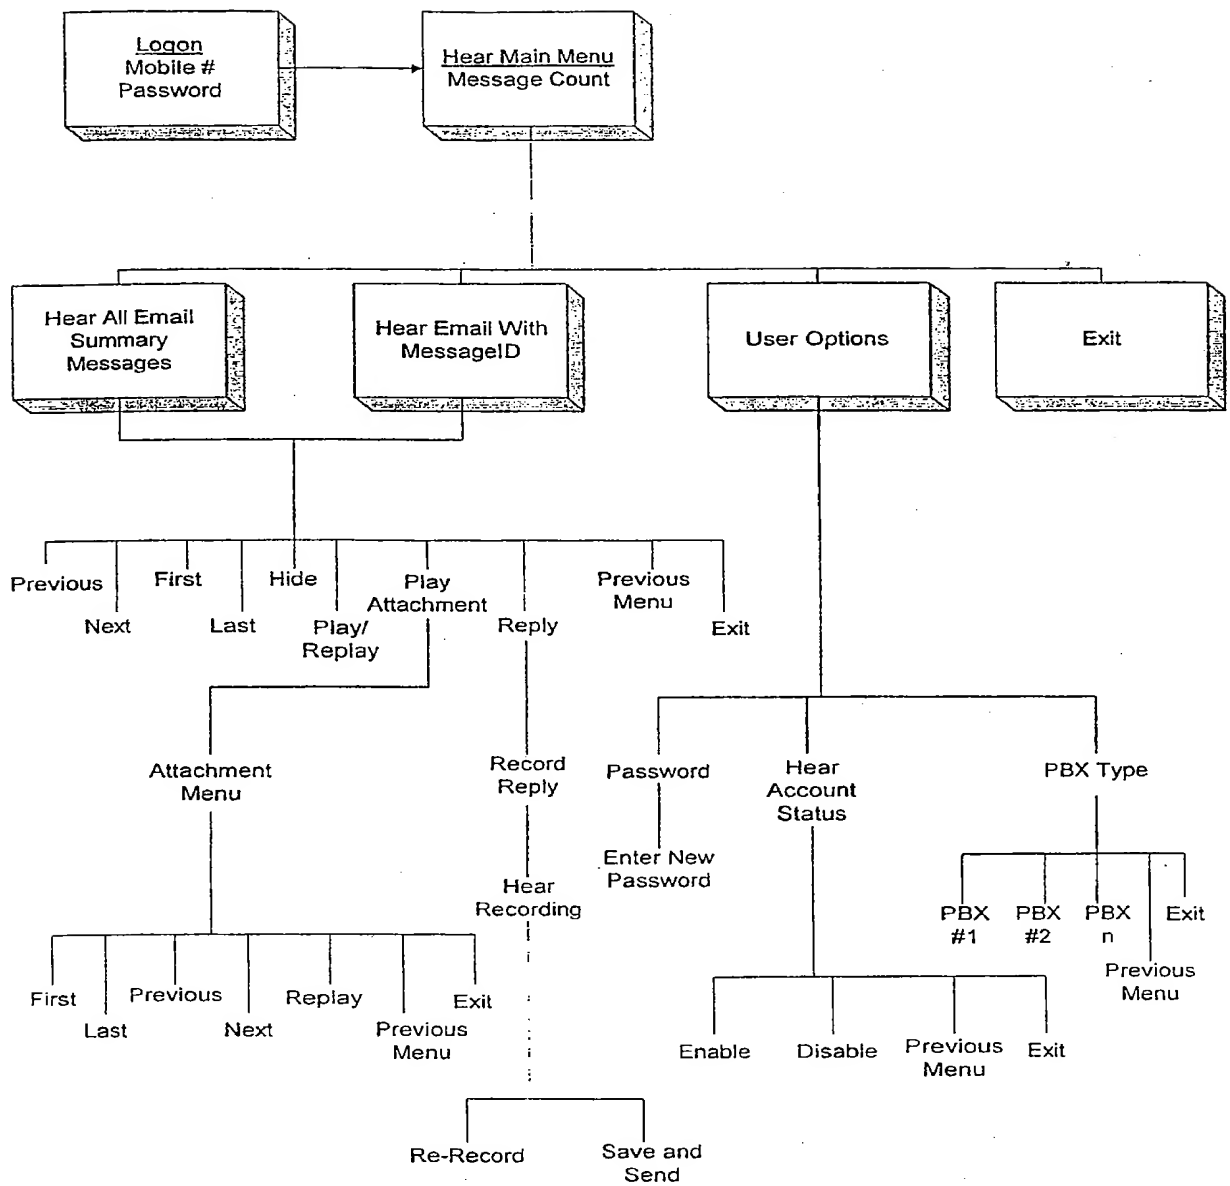 Logon
Mobile #
Password
Hear Main Menu
Message Count
Hear All Email
Summary
Messages
Hear Email With
MessageID
User Options
Exit
Previous
Next
First
Last
Hide
Play/
Replay
Play
Attachment
Reply
Previous
Menu
Exit
Attachment
Menu
Record
Reply
Password
Hear
Account
Status
PBX Type
Enter New
Password
Hear
Recording
PBX
#1
PBX
#2
PBX
n
Previous
Menu
Exit
First
Last
Previous
Next
Replay
Previous
Menu
Exit
Enable
Disable
Previous
Menu
Exit
Re-Record
Save and
Send